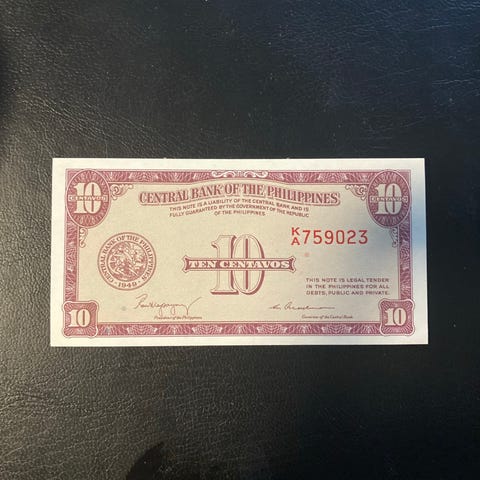 10
CENTAVOS
CENTRAL BANK OF THE PHILIPPINES
10
CENTAVOS
THIS NOTE IS A LIABILITY OF THE CENTRAL BANK AND IS
FULLY GUARANTEED BY THE GOVERNMENT OF THE REPUBLIC
OF THE PHILIPPINES
K/A759023
CENTRAL BANK OF THE PHILIPPINES
1949
10
TEN CENTAVOS
THIS NOTE IS LEGAL TENDER
IN THE PHILIPPINES FOR ALL
DEBTS, PUBLIC AND PRIVATE.
President of the Philippines
Governor of the Central Bank
10
10